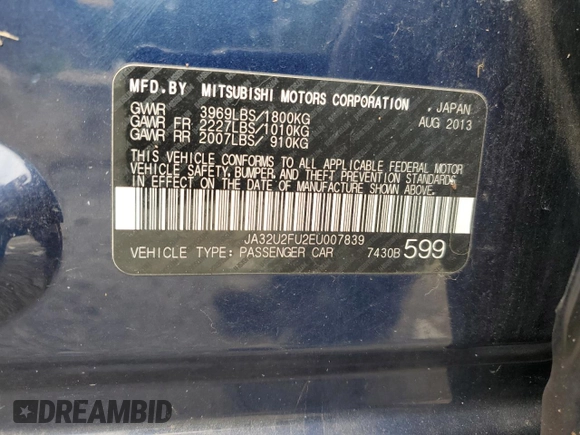 MFD. BY MITSUBISHI MOTORS CORPORATION
GVWR 3969LBS/1800KG
GAWR FR 2227LBS/1010KG
GAWR RR 2007LBS/ 910KG
JAPAN
AUG 2013
THIS VEHICLE CONFORMS TO ALL APPLICABLE FEDERAL MOTOR
VEHICLE SAFETY, BUMPER, AND THEFT PREVENTION STANDARDS
IN EFFECT ON THE DATE OF MANUFACTURE SHOWN ABOVE.
JA32U2FU2EU007839
VEHICLE TYPE: PASSENGER CAR 7430B 599
DREAMBID